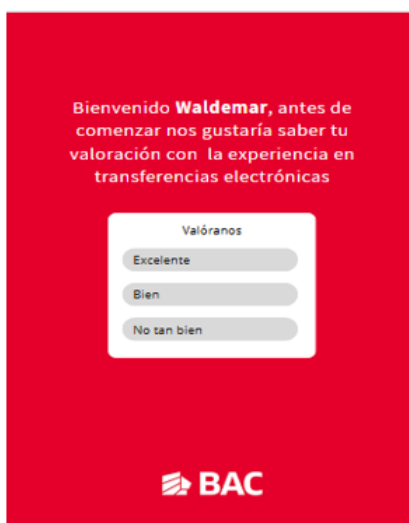 Bienvenido Waldemar, antes de
comenzar nos gustaría saber tu
valoración con la experiencia en
transferencias electrónicas
Valóranos
Excelente
Bien
No tan bien
BAC